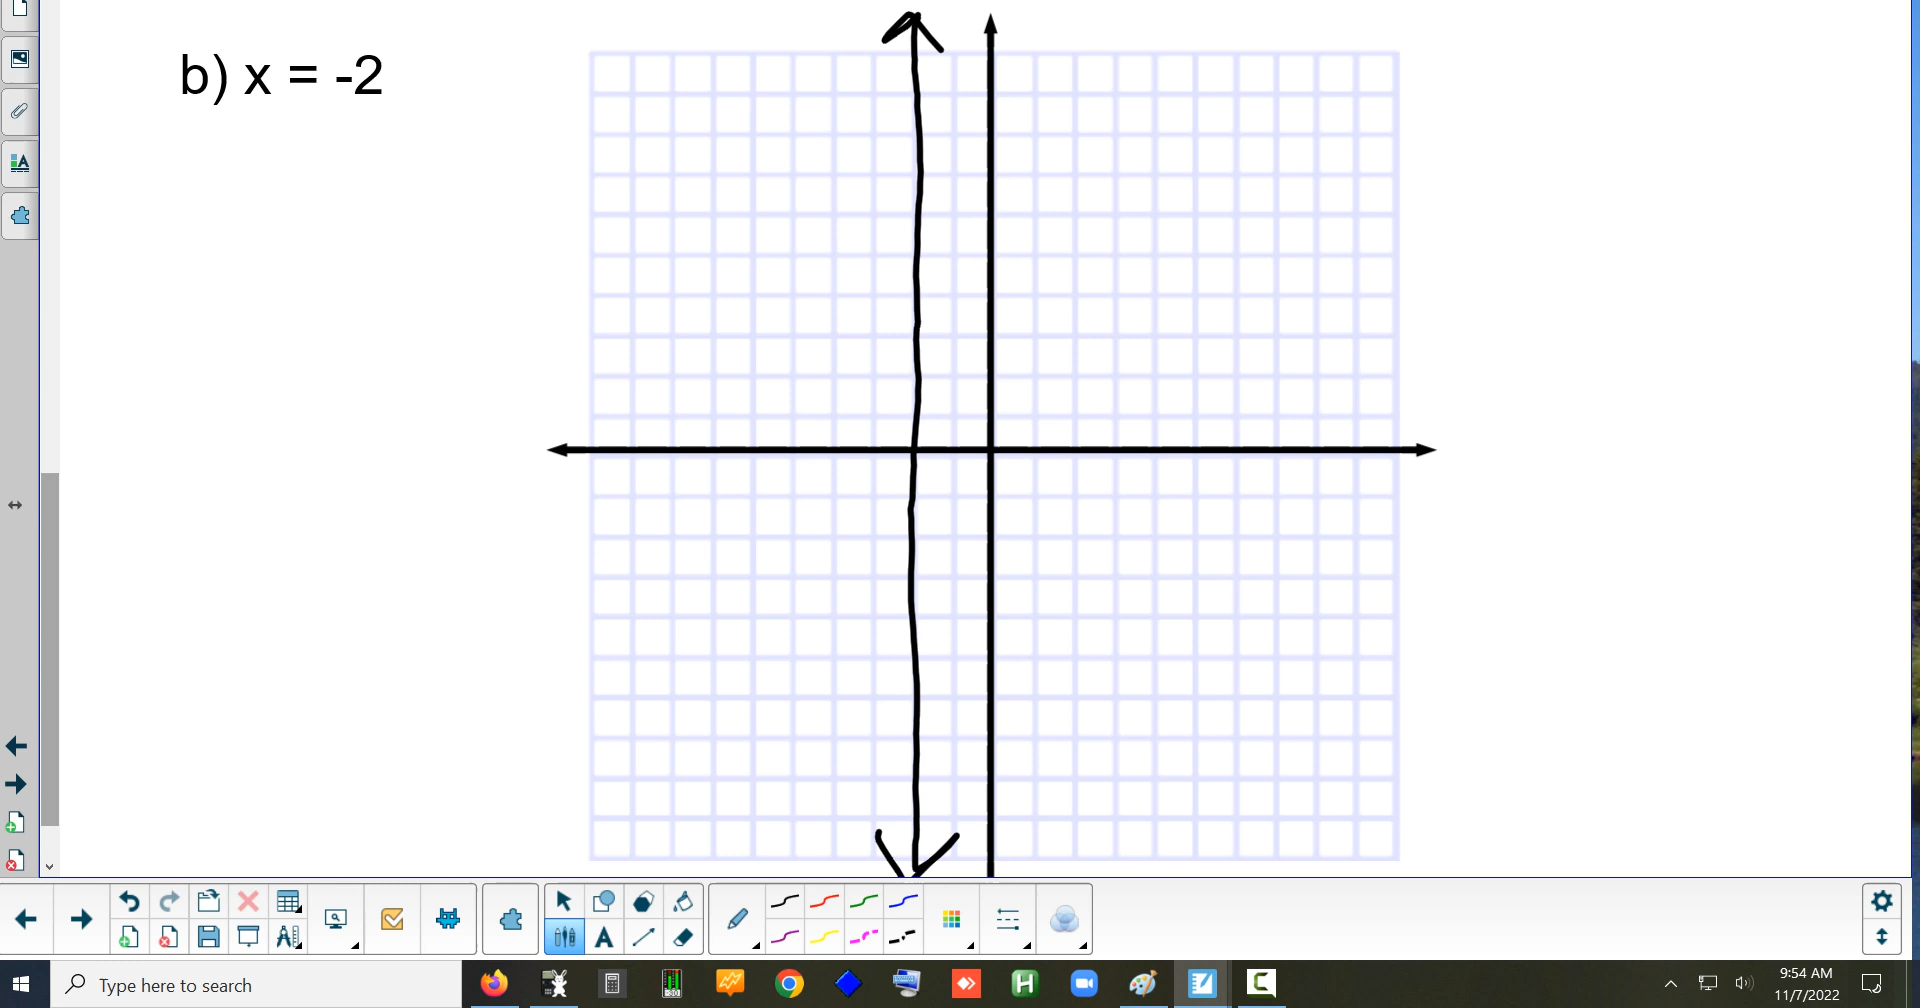 b) x = -2
Type here to search
9:54 AM
11/7/2022